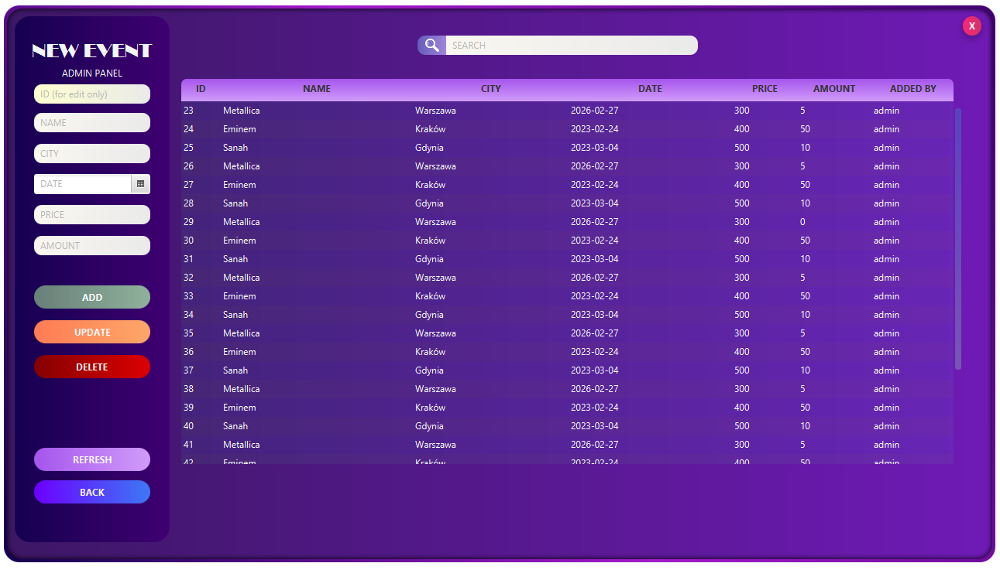 NEW EVENT
ADMIN PANEL
ID (for edit only)
NAME
CITY
DATE
PRICE
AMOUNT
ADD
UPDATE
DELETE
REFRESH
BACK
X
SEARCH
ID NAME CITY DATE PRICE AMOUNT ADDED BY
23 Metallica Warszawa 2026-02-27 300 5 admin
24 Eminem Kraków 2023-02-24 400 50 admin
25 Sanah Gdynia 2023-03-04 500 10 admin
26 Metallica Warszawa 2026-02-27 300 5 admin
27 Eminem Kraków 2023-02-24 400 50 admin
28 Sanah Gdynia 2023-03-04 500 10 admin
29 Metallica Warszawa 2026-02-27 300 0 admin
30 Eminem Kraków 2023-02-24 400 50 admin
31 Sanah Gdynia 2023-03-04 500 10 admin
32 Metallica Warszawa 2026-02-27 300 5 admin
33 Eminem Kraków 2023-02-24 400 50 admin
34 Sanah Gdynia 2023-03-04 500 10 admin
35 Metallica Warszawa 2026-02-27 300 5 admin
36 Eminem Kraków 2023-02-24 400 50 admin
37 Sanah Gdynia 2023-03-04 500 10 admin
38 Metallica Warszawa 2026-02-27 300 5 admin
39 Eminem Kraków 2023-02-24 400 50 admin
40 Sanah Gdynia 2023-03-04 500 10 admin
41 Metallica Warszawa 2026-02-27 300 5 admin
42 Eminem Kraków 2023-02-24 400 50 admin